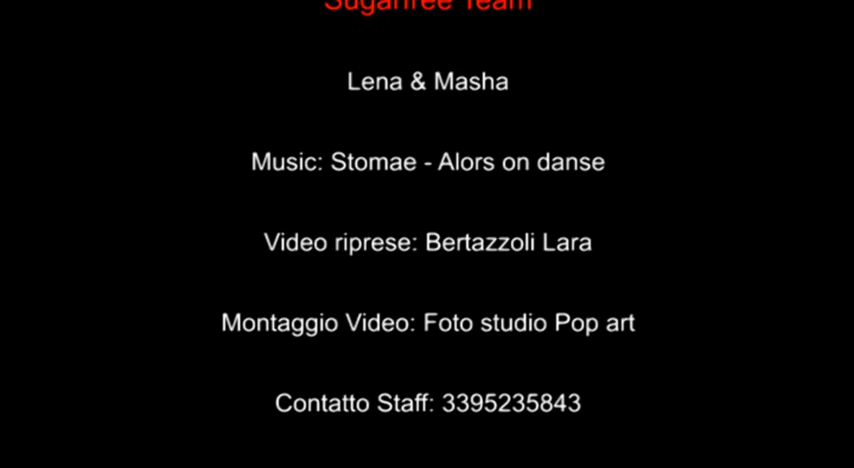 Sugarfree Team
Lena & Masha
Music: Stomae - Alors on danse
Video riprese: Bertazzoli Lara
Montaggio Video: Foto studio Pop art
Contatto Staff: 3395235843